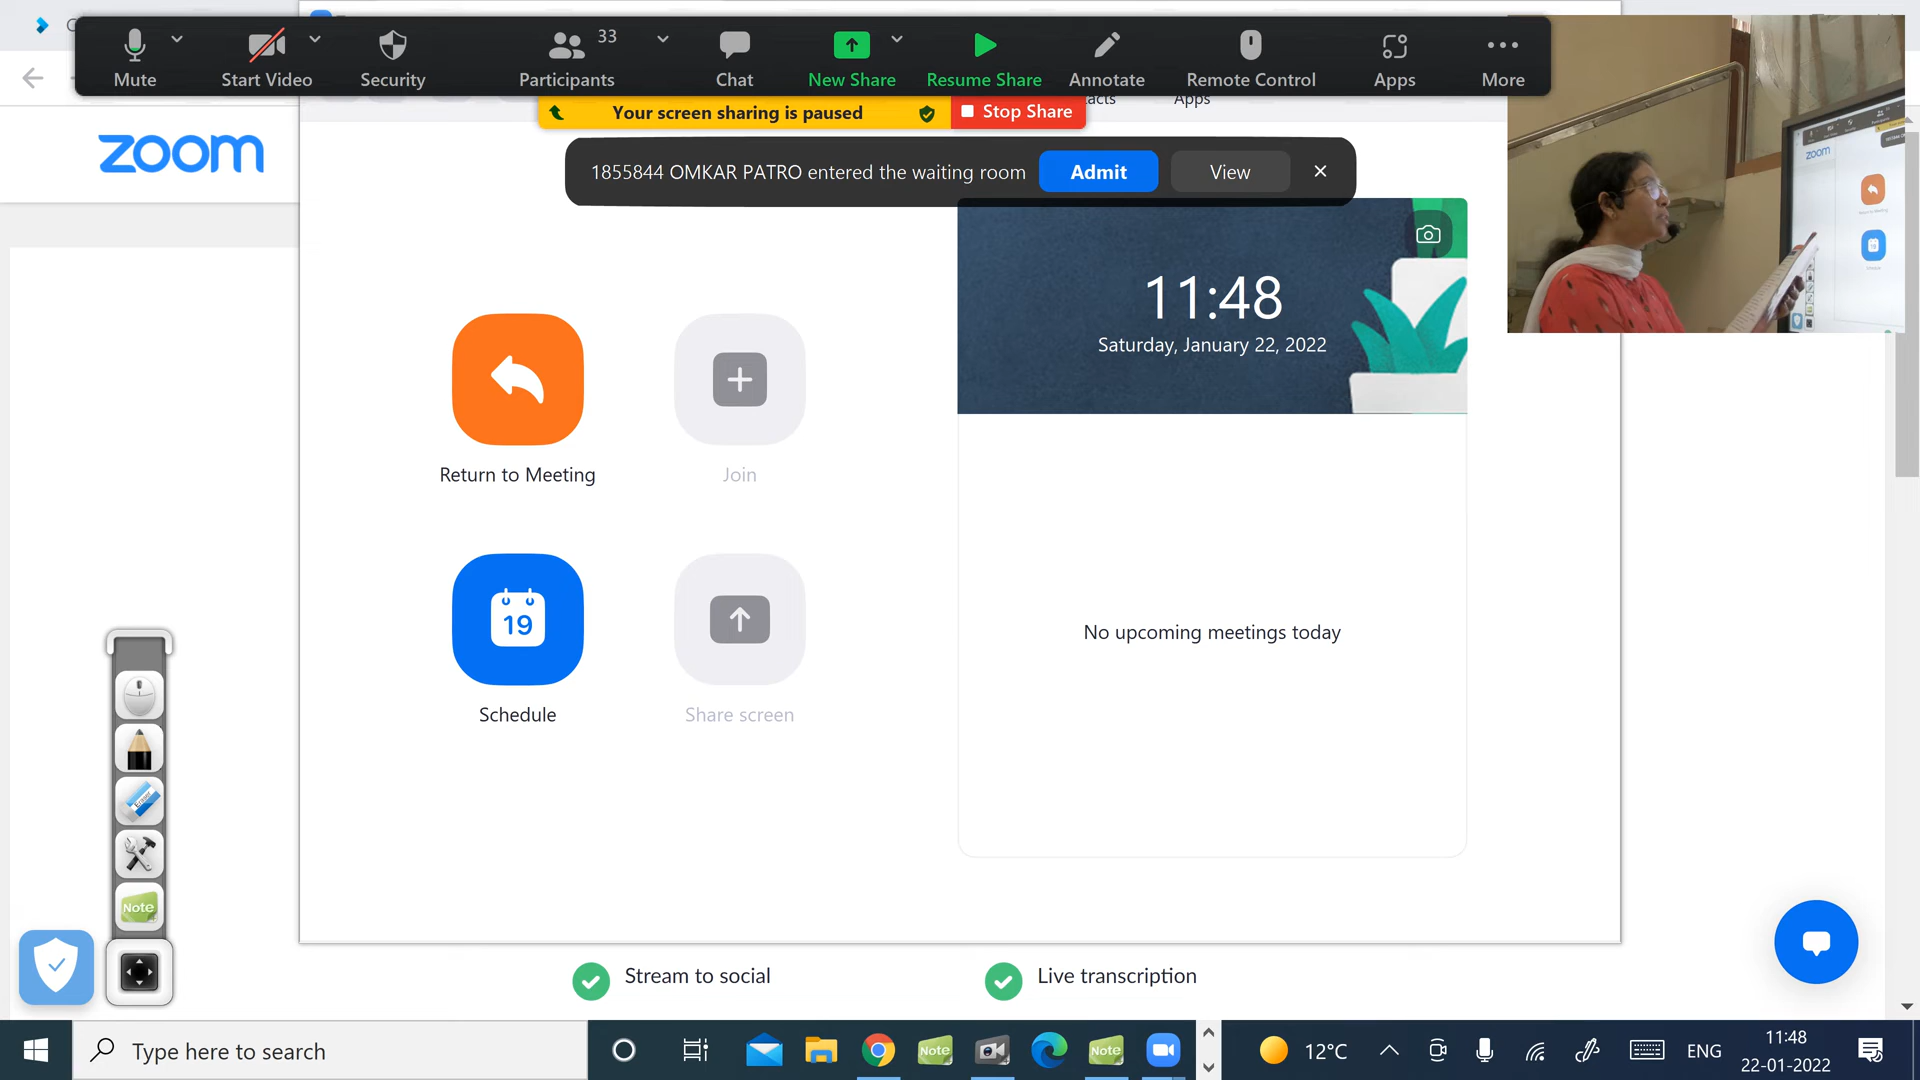 33
Mute
Start Video
Security
Participants
Chat
New Share
Resume Share
Annotate
Remote Control
Apps
More
Your screen sharing is paused
Stop Share
Apps
zoom
1855844 OMKAR PATRO entered the waiting room
Admit
View
11:48
Saturday, January 22, 2022
Return to Meeting
Join
19
Schedule
Share screen
No upcoming meetings today
Note
Stream to social
Live transcription
Type here to search
Note
Note
12°C
ENG
11:48
22-01-2022
zoom